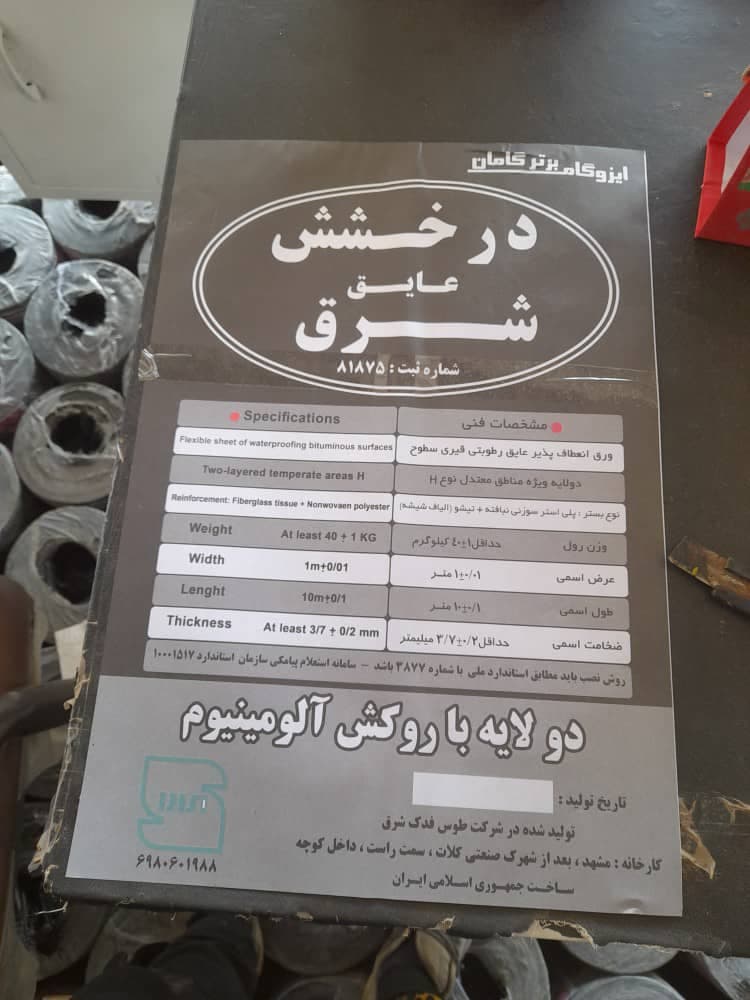 ایزوگام برتر گامان
درخشش
عایق
شرق
شماره ثبت : ۸۱۸۷۵
Specifications مشخصات فنی
Flexible sheet of waterproofing bituminous surfaces ورق انعطاف پذیر عایق رطوبتی قیری سطوح
Two-layered temperate areas H دولایه ویژه مناطق معتدل نوع H
Reinforcement: Fiberglass tissue + Nonwovaen polyester نوع بستر : پلی استر سوزنی نبافته + تیشو (الیاف شیشه)
Weight At least 40 + 1 KG حداقل۱±٤۰ کیلوگرم وزن رول
Width 1m±0/01 ۱±۰/۰۱ متر عرض اسمی
Lenght 10m±0/1 ۱۰±۰/۱ متر طول اسمی
Thickness At least 3/7 ± 0/2 mm حداقل۰/۲±۳/۷ میلیمتر ضخامت اسمی
روش نصب باید مطابق استاندارد ملی با شماره ۳۸۷۷ باشد – سامانه استعلام پیامکی سازمان استاندارد ۱۰۰۰۱۵۱۷
دو لایه با روکش آلومینیوم
تاریخ تولید :
تولید شده در شرکت طوس فدک شرق
کارخانه : مشهد ، بعد از شهرک صنعتی کلات ، سمت راست ، داخل کوچه
ساخت جمهوری اسلامی ایران
۶۹۸۰۶۰۱۹۸۸